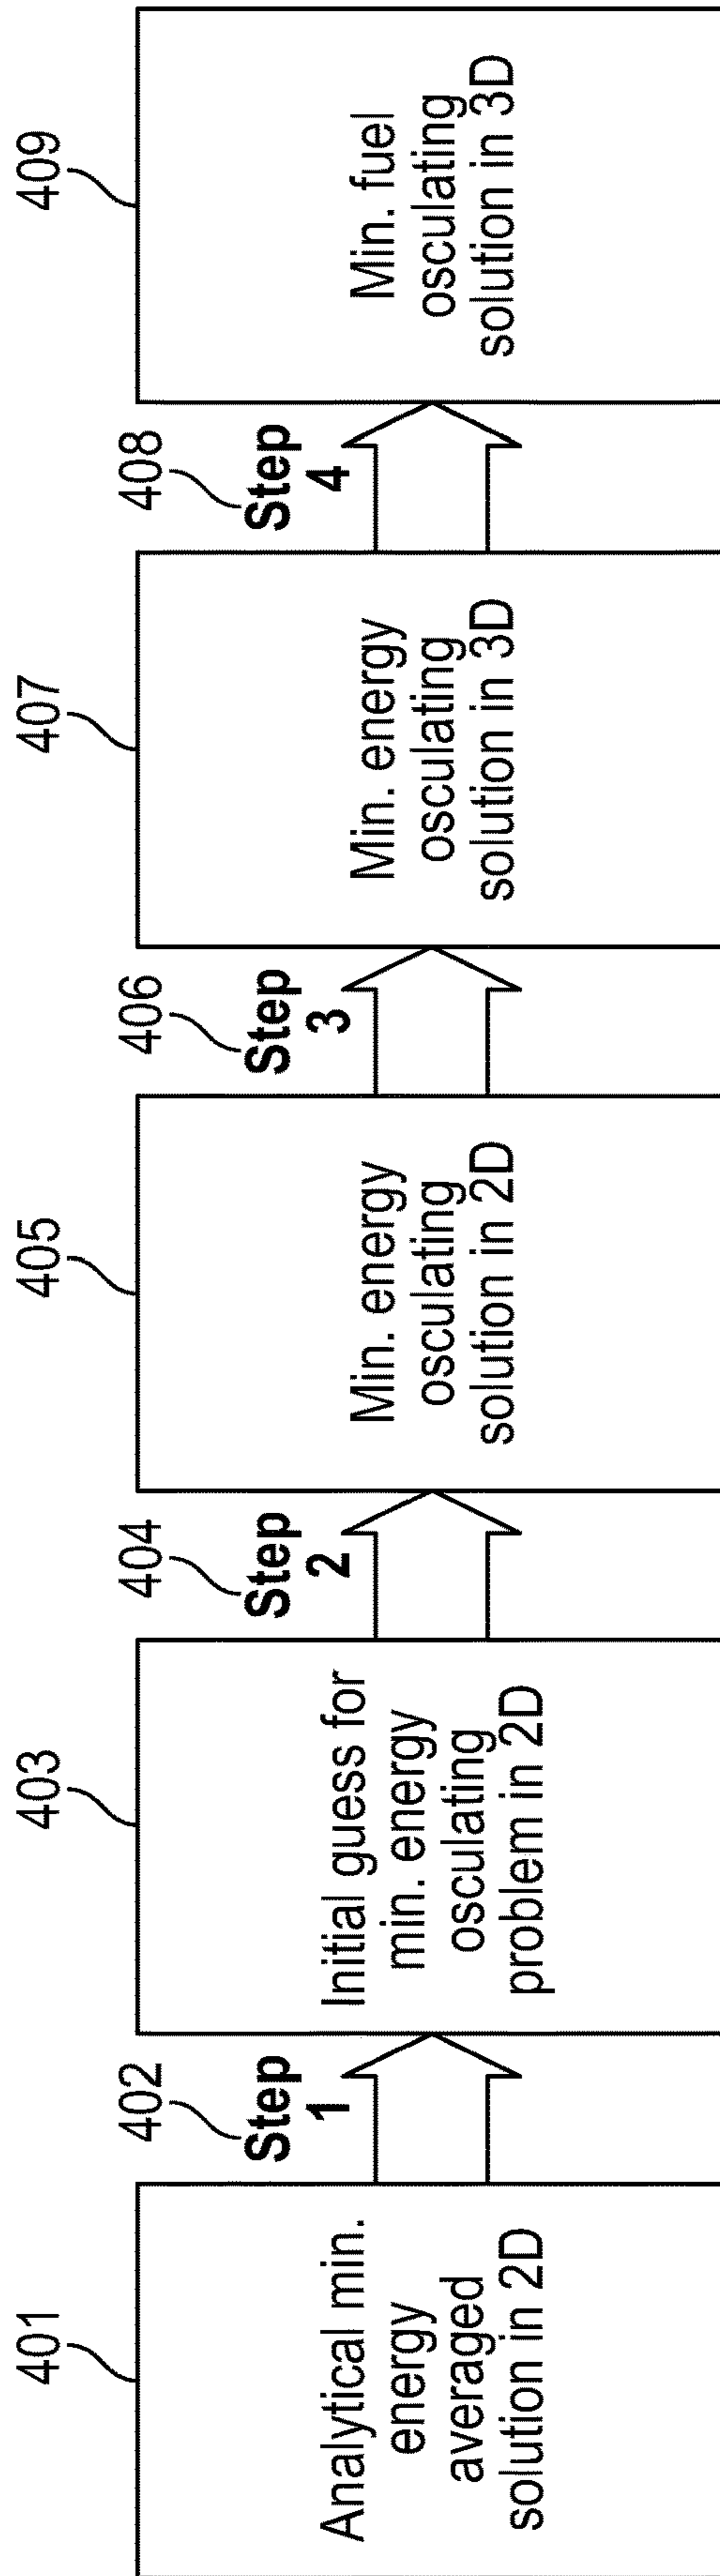 401
Analytical min.
energy
averaged
solution in 2D
402
Step
1
403
Initial guess for
min. energy
osculating
problem in 2D
404
Step
2
405
Min. energy
osculating
solution in 2D
406
Step
3
407
Min. energy
osculating
solution in 3D
408
Step
4
409
Min. fuel
osculating
solution in 3D